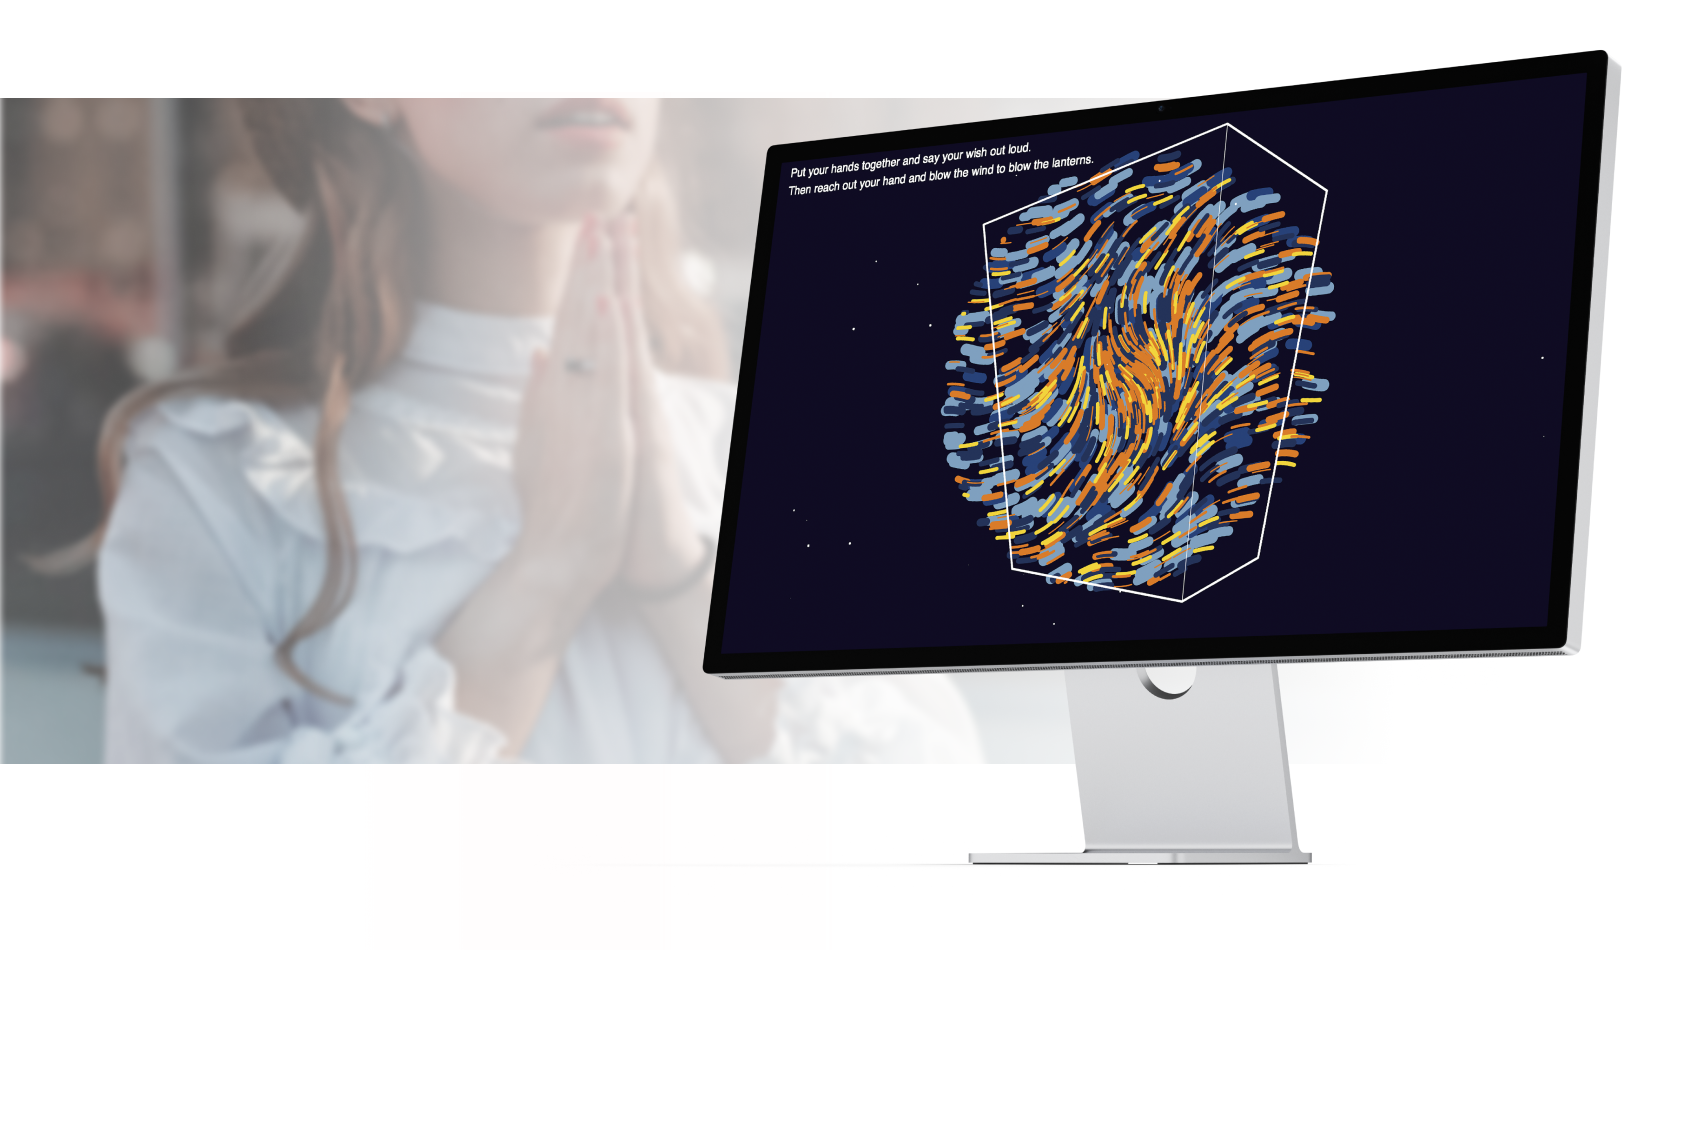 Put your hands together and say your wish out loud.
Then reach out your hand and blow the wind to blow the lanterns.